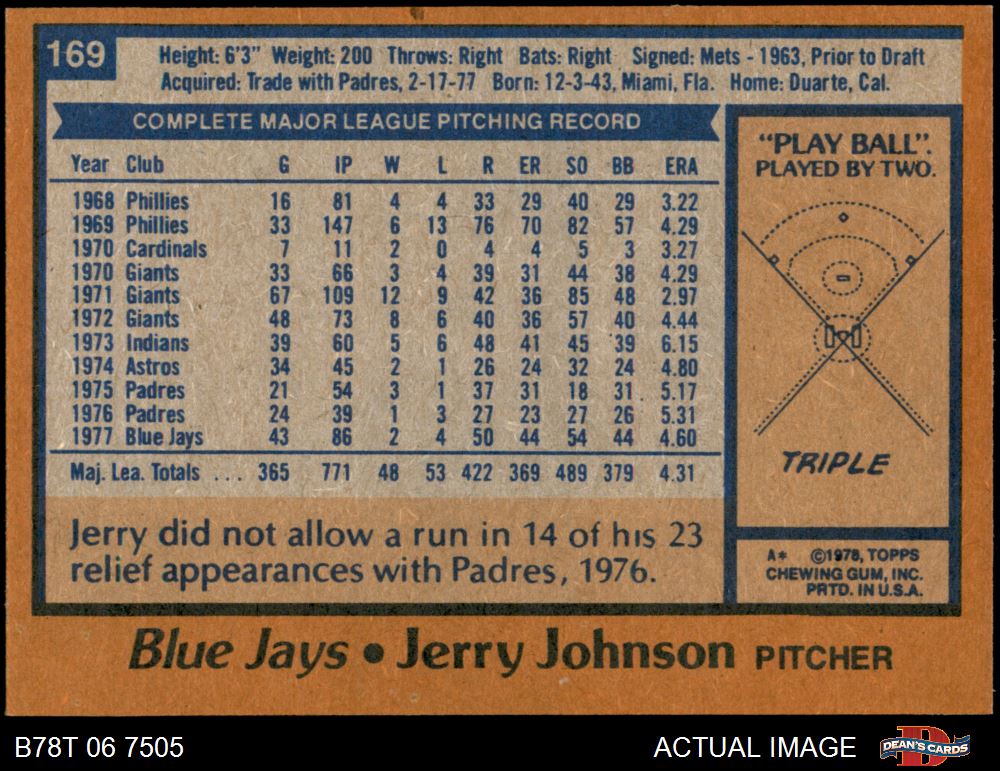 169
Height: 6'3" Weight: 200 Throws: Right Bats: Right Signed: Mets - 1963, Prior to Draft
Acquired: Trade with Padres, 2-17-77 Born: 12-3-43, Miami, Fla. Home: Duarte, Cal.
COMPLETE MAJOR LEAGUE PITCHING RECORD
Year Club G IP W L R ER SO BB ERA
1968 Phillies 16 81 4 4 33 29 40 29 3.22
1969 Phillies 33 147 6 13 76 70 82 57 4.29
1970 Cardinals 7 11 2 0 4 4 5 3 3.27
1970 Giants 33 66 3 4 39 31 44 38 4.29
1971 Giants 67 109 12 9 42 36 85 48 2.97
1972 Giants 48 73 8 6 40 36 57 40 4.44
1973 Indians 39 60 5 6 48 41 45 39 6.15
1974 Astros 34 45 2 1 26 24 32 24 4.80
1975 Padres 21 54 3 1 37 31 18 31 5.17
1976 Padres 24 39 1 3 27 23 27 26 5.31
1977 Blue Jays 43 86 2 4 50 44 54 44 4.60
Maj. Lea. Totals ... 365 771 48 53 422 369 489 379 4.31
Jerry did not allow a run in 14 of his 23
relief appearances with Padres, 1976.
"PLAY BALL".
PLAYED BY TWO.
TRIPLE
A* ©1978, TOPPS
CHEWING GUM, INC.
PRTD. IN U.S.A.
Blue Jays • Jerry Johnson PITCHER
B78T 06 7505
ACTUAL IMAGE
D
DEAN'S CARDS